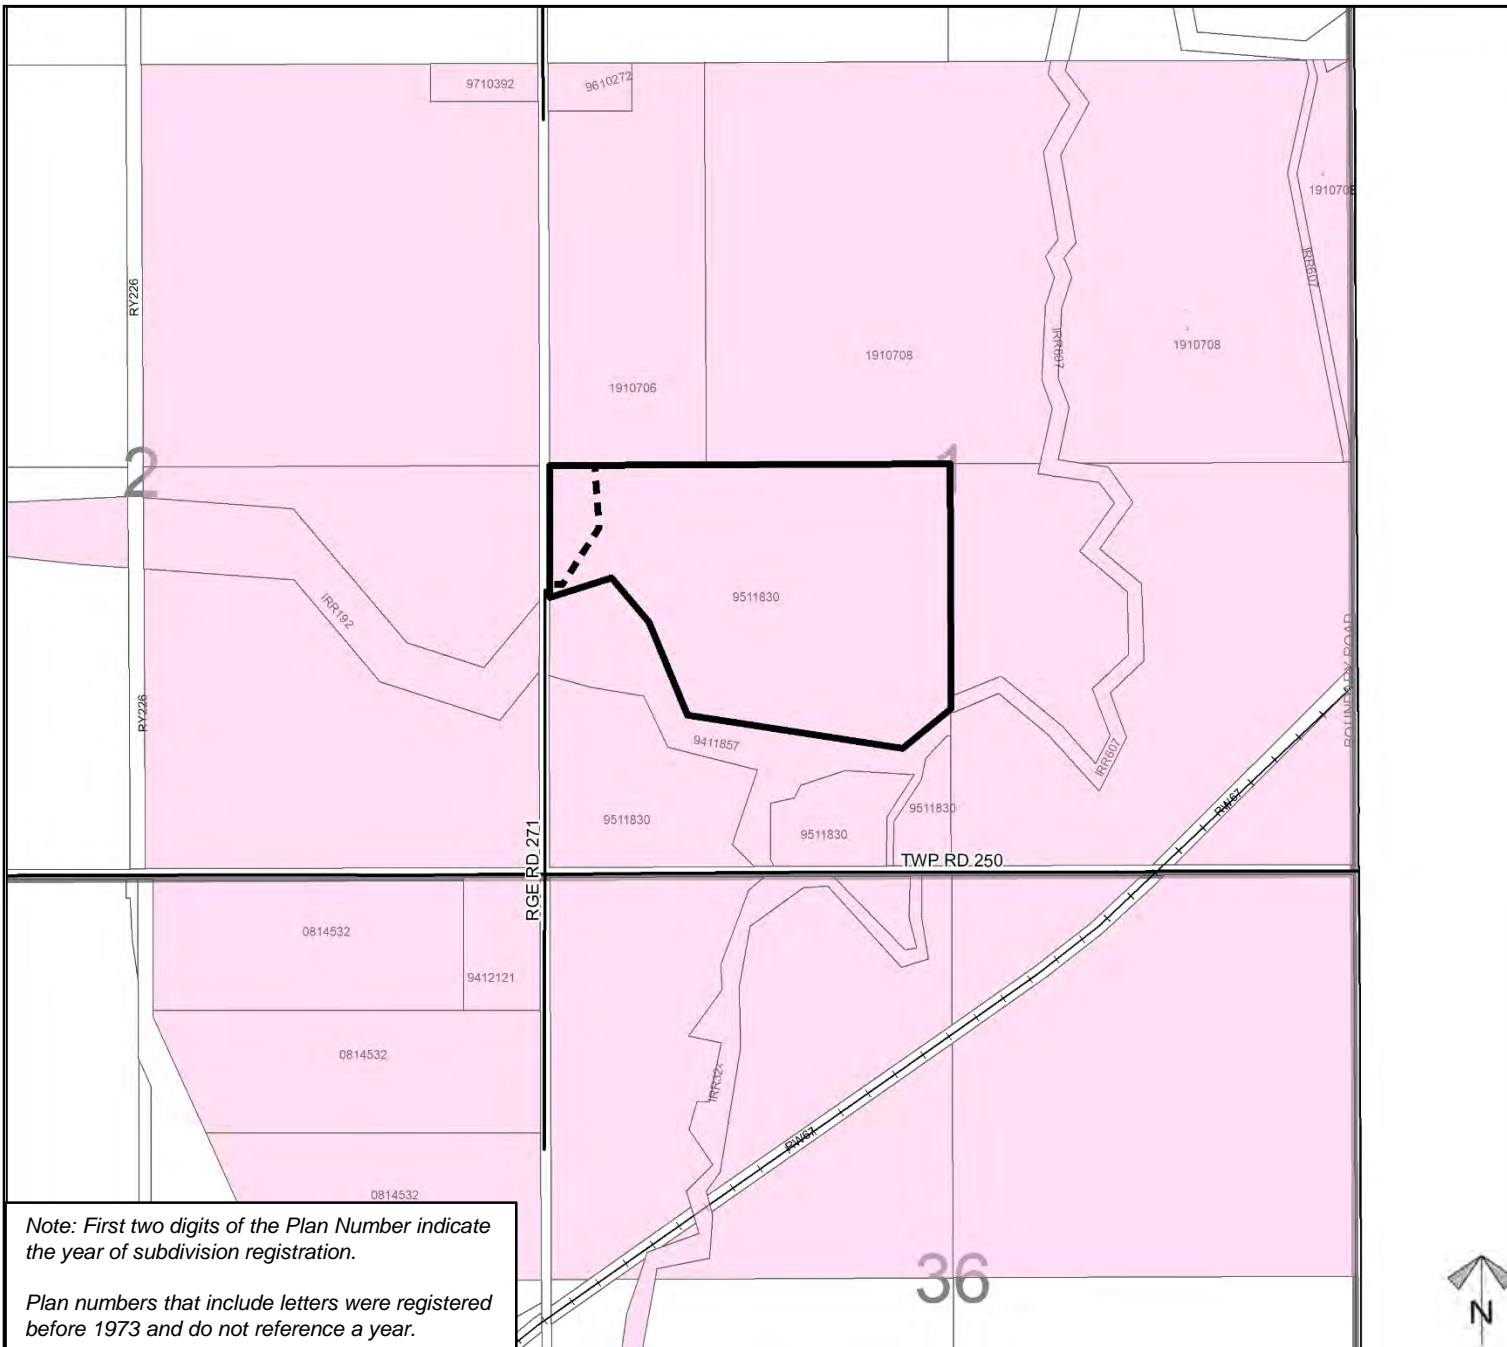 9710392
9610272
1910708
RY226
IRR607
IRR607
1910708
1910708
1910706
2
1
IRR192
9511830
BOUNDARY ROAD
RY226
9411857
IRR607
RW67
9511830
9511830
9511830
TWP RD 250
RGE RD 271
0814532
9412121
0814532
RW67
0814532
36
Note: First two digits of the Plan Number indicate
the year of subdivision registration.
Plan numbers that include letters were registered
before 1973 and do not reference a year.
N